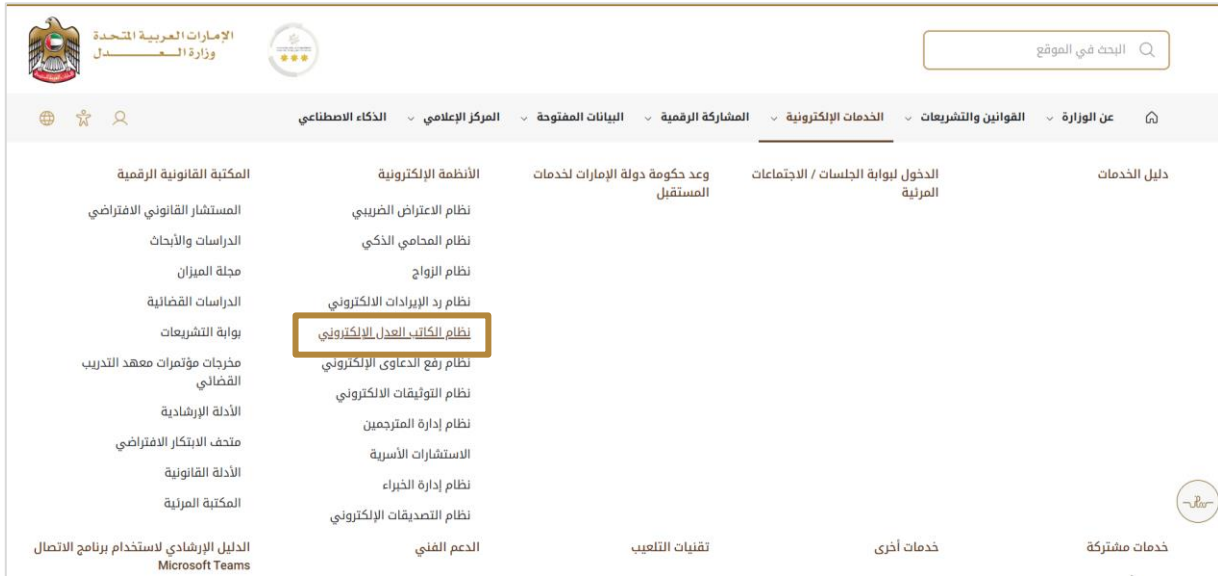 الإمارات العربية المتحدة
وزارة العدل
البحث في الموقع
عن الوزارة
القوانين والتشريعات
الخدمات الإلكترونية
المشاركة الرقمية
البيانات المفتوحة
المركز الإعلامي
الذكاء الاصطناعي
دليل الخدمات
الدخول لبوابة الجلسات / الاجتماعات
المرئية
وعد حكومة دولة الإمارات لخدمات
المستقبل
الأنظمة الإلكترونية
نظام الاعتراض الضريبي
نظام المحامي الذكي
نظام الزواج
نظام رد الإيرادات الالكتروني
نظام الكاتب العدل الإلكتروني
نظام رفع الدعاوى الإلكتروني
نظام التوثيقات الالكتروني
نظام إدارة المترجمين
الاستشارات الأسرية
نظام إدارة الخبراء
نظام التصديقات الإلكتروني
المكتبة القانونية الرقمية
المستشار القانوني الافتراضي
الدراسات والأبحاث
مجلة الميزان
الدراسات القضائية
بوابة التشريعات
مخرجات مؤتمرات معهد التدريب
القضائي
الأدلة الإرشادية
متحف الابتكار الافتراضي
الأدلة القانونية
المكتبة المرئية
خدمات مشتركة
خدمات أخرى
تقنيات التلعيب
الدعم الفني
الدليل الإرشادي لاستخدام برنامج الاتصال
Microsoft Teams